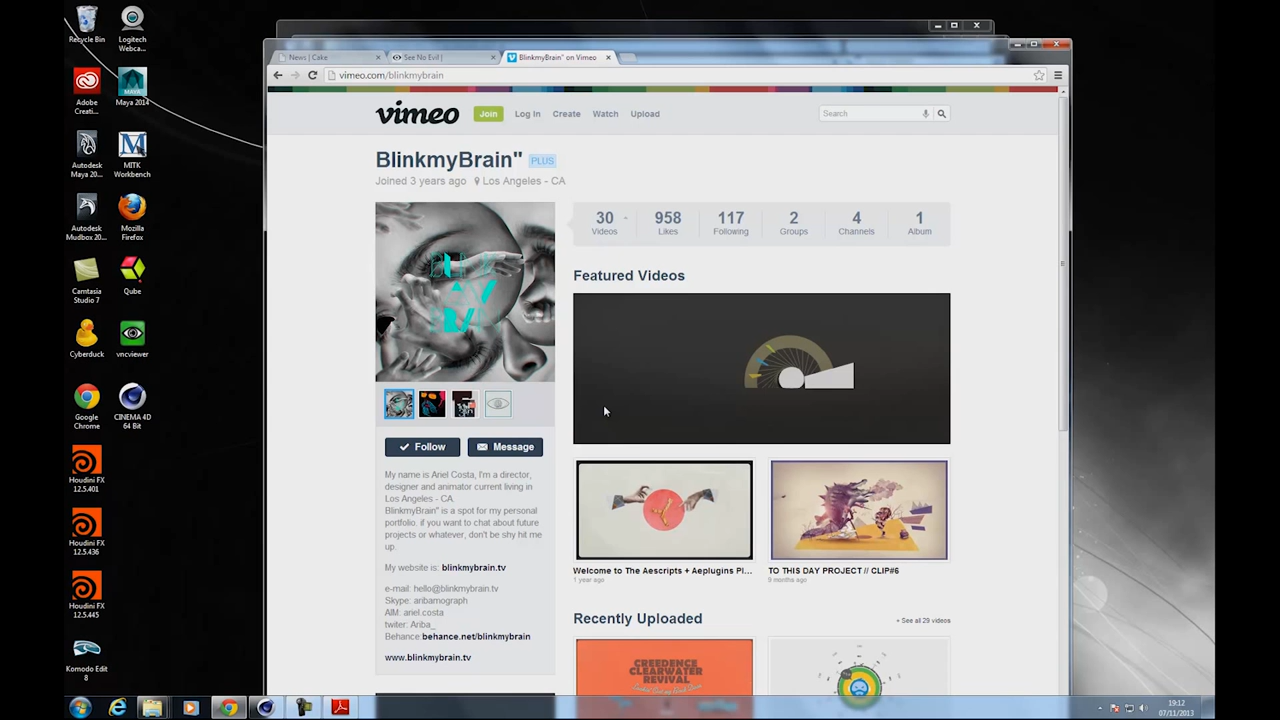 Recycle Bin
Logitech Webca...
Adobe Creati...
Maya 2014
Autodesk Maya 20...
MITK Workbench
Autodesk Mudbox 20...
Mozilla Firefox
Camtasia Studio 7
Qube
Cyberduck
vncviewer
Google Chrome
CINEMA 4D 64 Bit
Houdini FX 12.5.401
Houdini FX 12.5.436
Houdini FX 12.5.445
Komodo Edit 8
News | Cake
See No Evil |
BlinkmyBrain" on Vimeo
vimeo.com/blinkmybrain
vimeo
Join
Log In
Create
Watch
Upload
Search
BlinkmyBrain" PLUS
Joined 3 years ago Los Angeles - CA
30 Videos
958 Likes
117 Following
2 Groups
4 Channels
1 Album
Featured Videos
Follow
Message
My name is Ariel Costa, I'm a director,
designer and animator current living in
Los Angeles - CA.
BlinkmyBrain" is a spot for my personal
portfolio. if you want to chat about future
projects or whatever, don't be shy hit me
up.
My website is: blinkmybrain.tv
e-mail: hello@blinkmybrain.tv
Skype: aribamograph
AIM: ariel.costa
twiter: Ariba_
Behance:behance.net/blinkmybrain
www.blinkmybrain.tv
Welcome to The Aescripts + Aeplugins Pl...
1 year ago
TO THIS DAY PROJECT // CLIP#6
9 months ago
Recently Uploaded
+ See all 29 videos
CREEDENCE
CLEARWATER
REVIVAL
19:12
07/11/2013